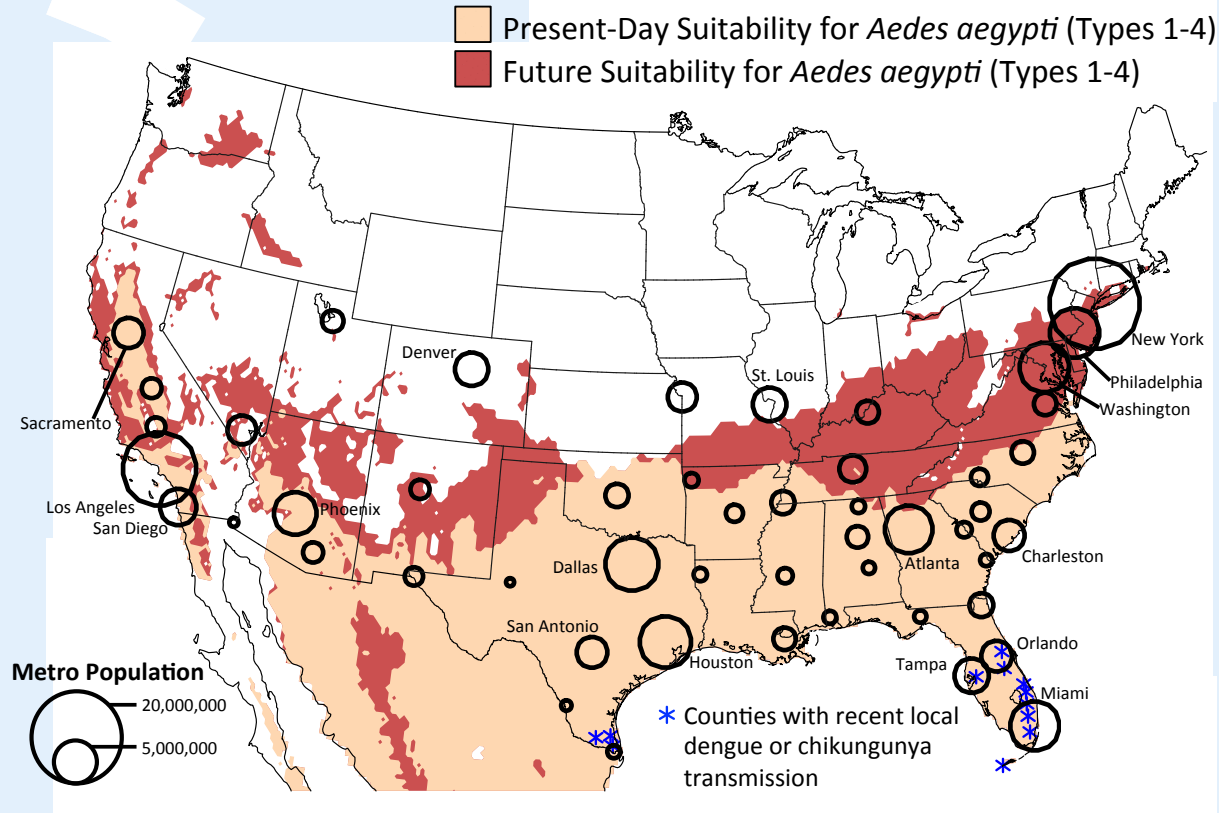 Present-Day Suitability for Aedes aegypti (Types 1-4)
Future Suitability for Aedes aegypti (Types 1-4)
Denver
St. Louis
New York
Philadelphia
Washington
Sacramento
Los Angeles
San Diego
Phoenix
Dallas
Atlanta
Charleston
San Antonio
Houston
Orlando
Tampa
Miami
Metro Population
20,000,000
5,000,000
* Counties with recent local
dengue or chikungunya
transmission